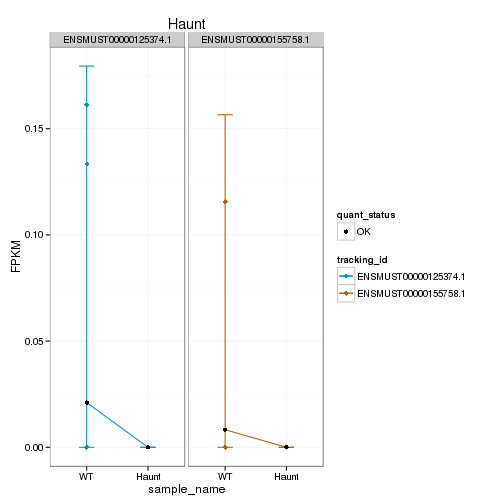 Haunt
ENSMUST00000125374.1
ENSMUST00000155758.1
FPKM
0.15
0.10
0.05
0.00
WT
Haunt
WT
Haunt
sample_name
quant_status
OK
tracking_id
ENSMUST00000125374.1
ENSMUST00000155758.1